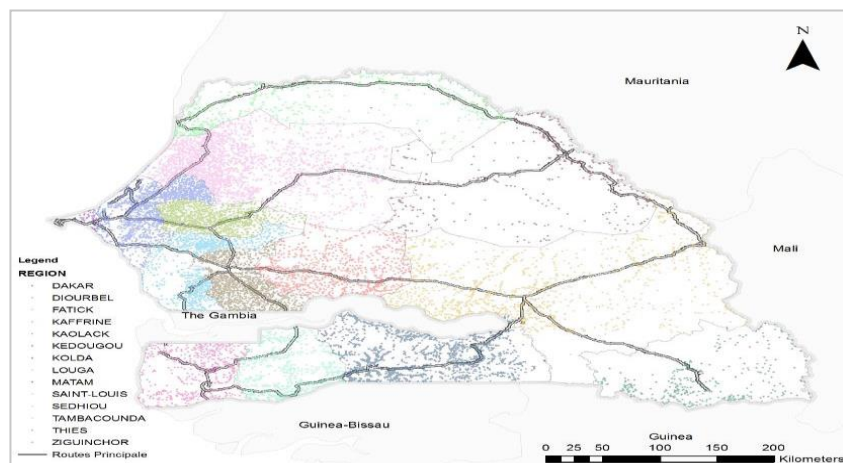 N
Mauritania
Mali
Legend
REGION
DAKAR
DIOURBEL
FATICK
KAFFRINE
KAOLACK
KEDOUGOU
KOLDA
LOUGA
MATAM
SAINT-LOUIS
SEDHIOU
TAMBACOUNDA
THIES
ZIGUINCHOR
Routes Principale
The Gambia
Guinea-Bissau
Guinea
0 25 50 100 150 200
Kilometers